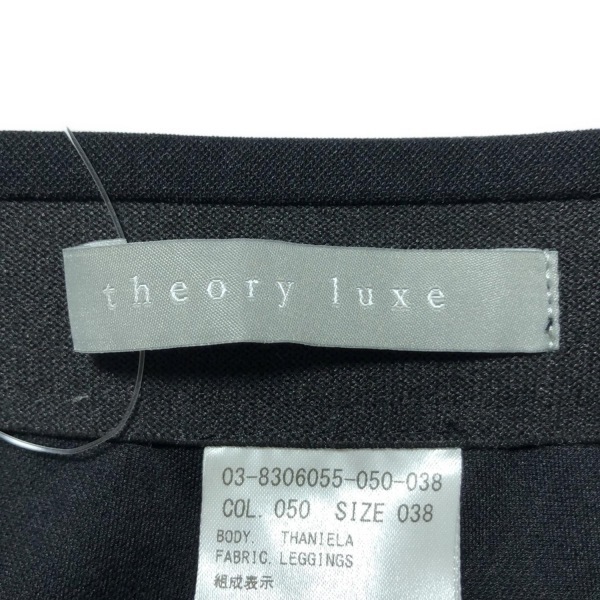 theory luxe
03-8306055-050-038
COL. 050 SIZE 038
BODY. THANIELA
FABRIC. LEGGINGS
組成表示